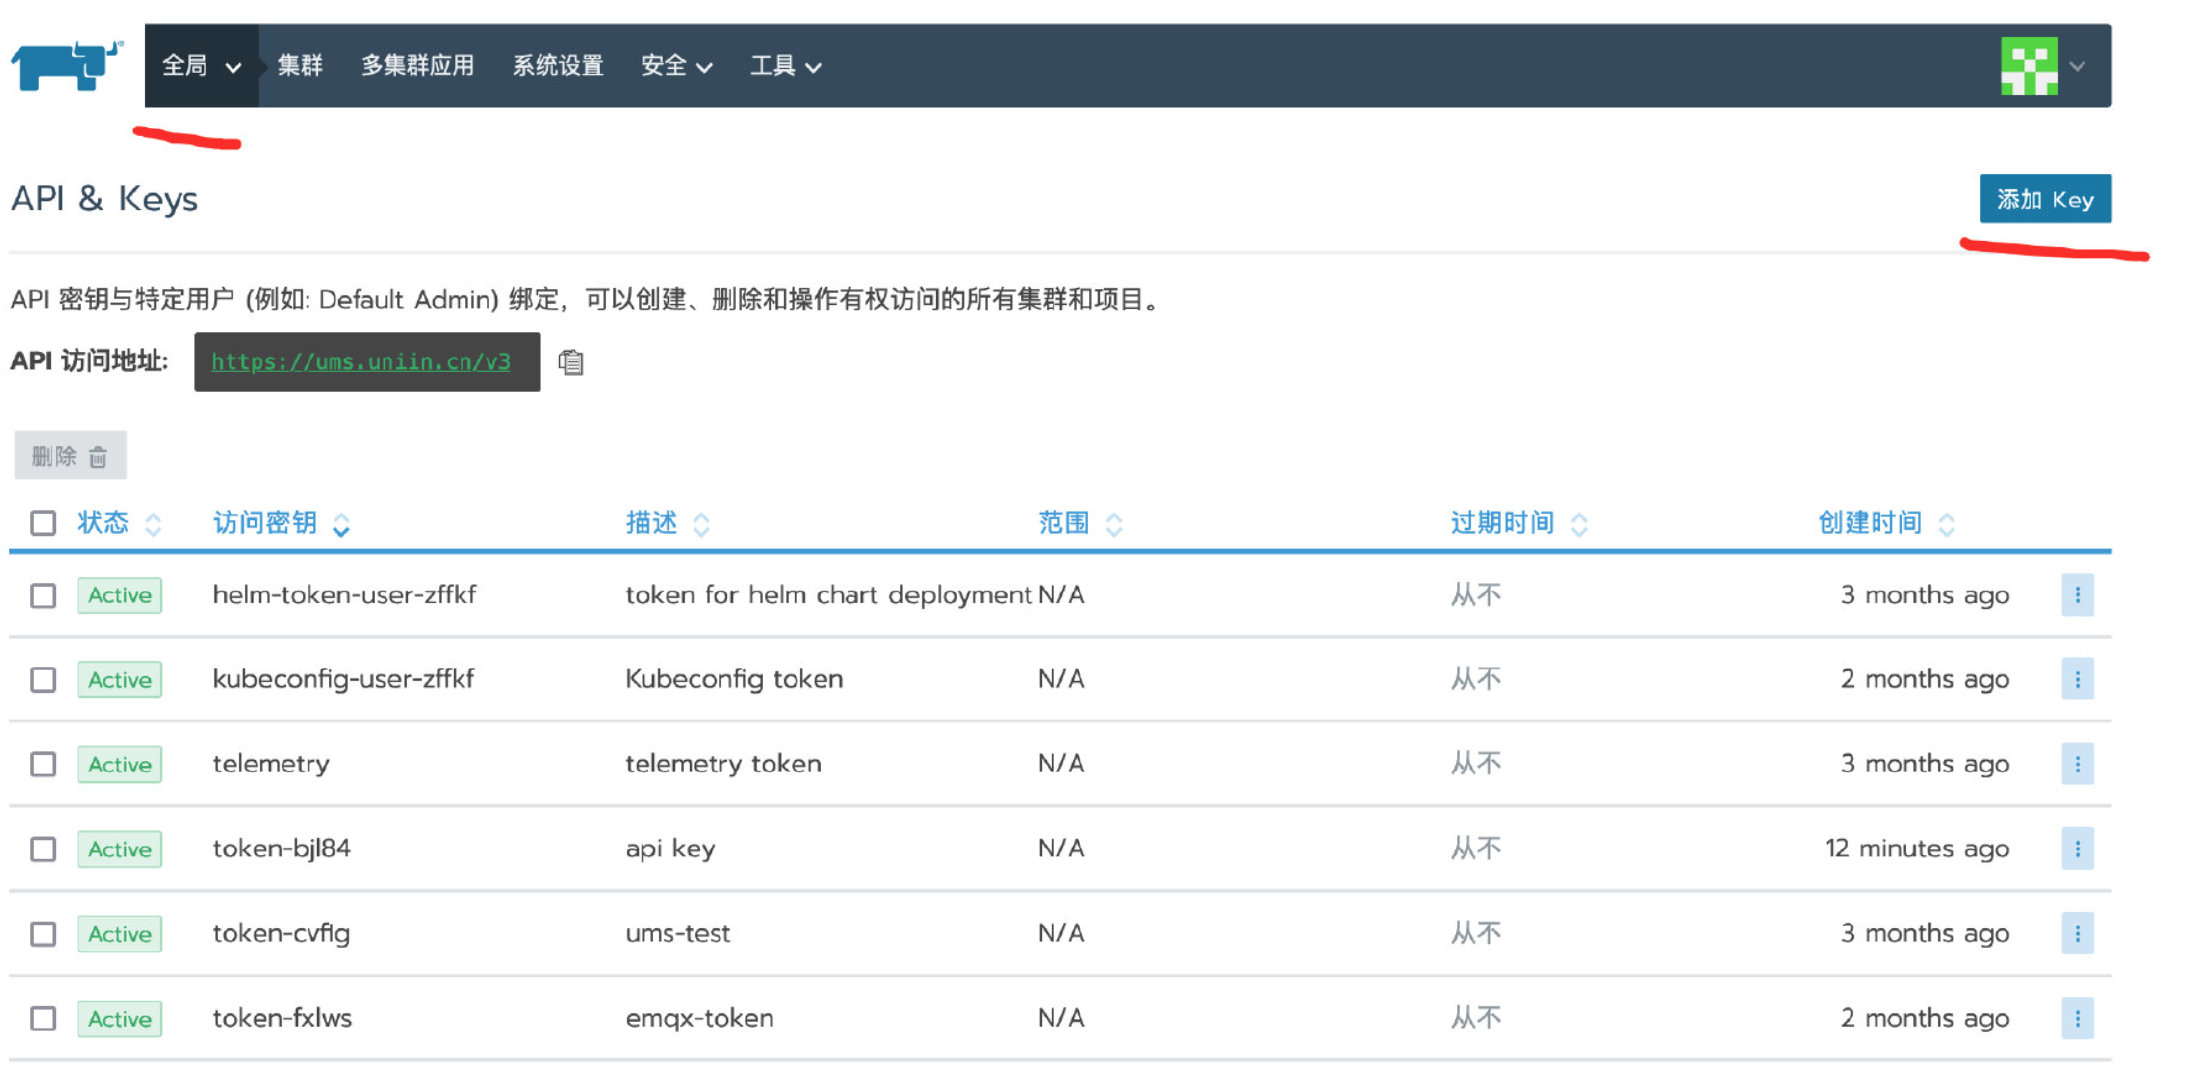 全局 集群 多集群应用 系统设置 安全 工具
API & Keys
添加 Key
API 密钥与特定用户 (例如: Default Admin) 绑定，可以创建、删除和操作有权访问的所有集群和项目。
API 访问地址: https://ums.uniin.cn/v3
删除
状态 访问密钥 描述 范围 过期时间 创建时间
Active helm-token-user-zffkf token for helm chart deployment N/A 从不 3 months ago
Active kubeconfig-user-zffkf Kubeconfig token N/A 从不 2 months ago
Active telemetry telemetry token N/A 从不 3 months ago
Active token-bjl84 api key N/A 从不 12 minutes ago
Active token-cvflg ums-test N/A 从不 3 months ago
Active token-fxlws emqx-token N/A 从不 2 months ago